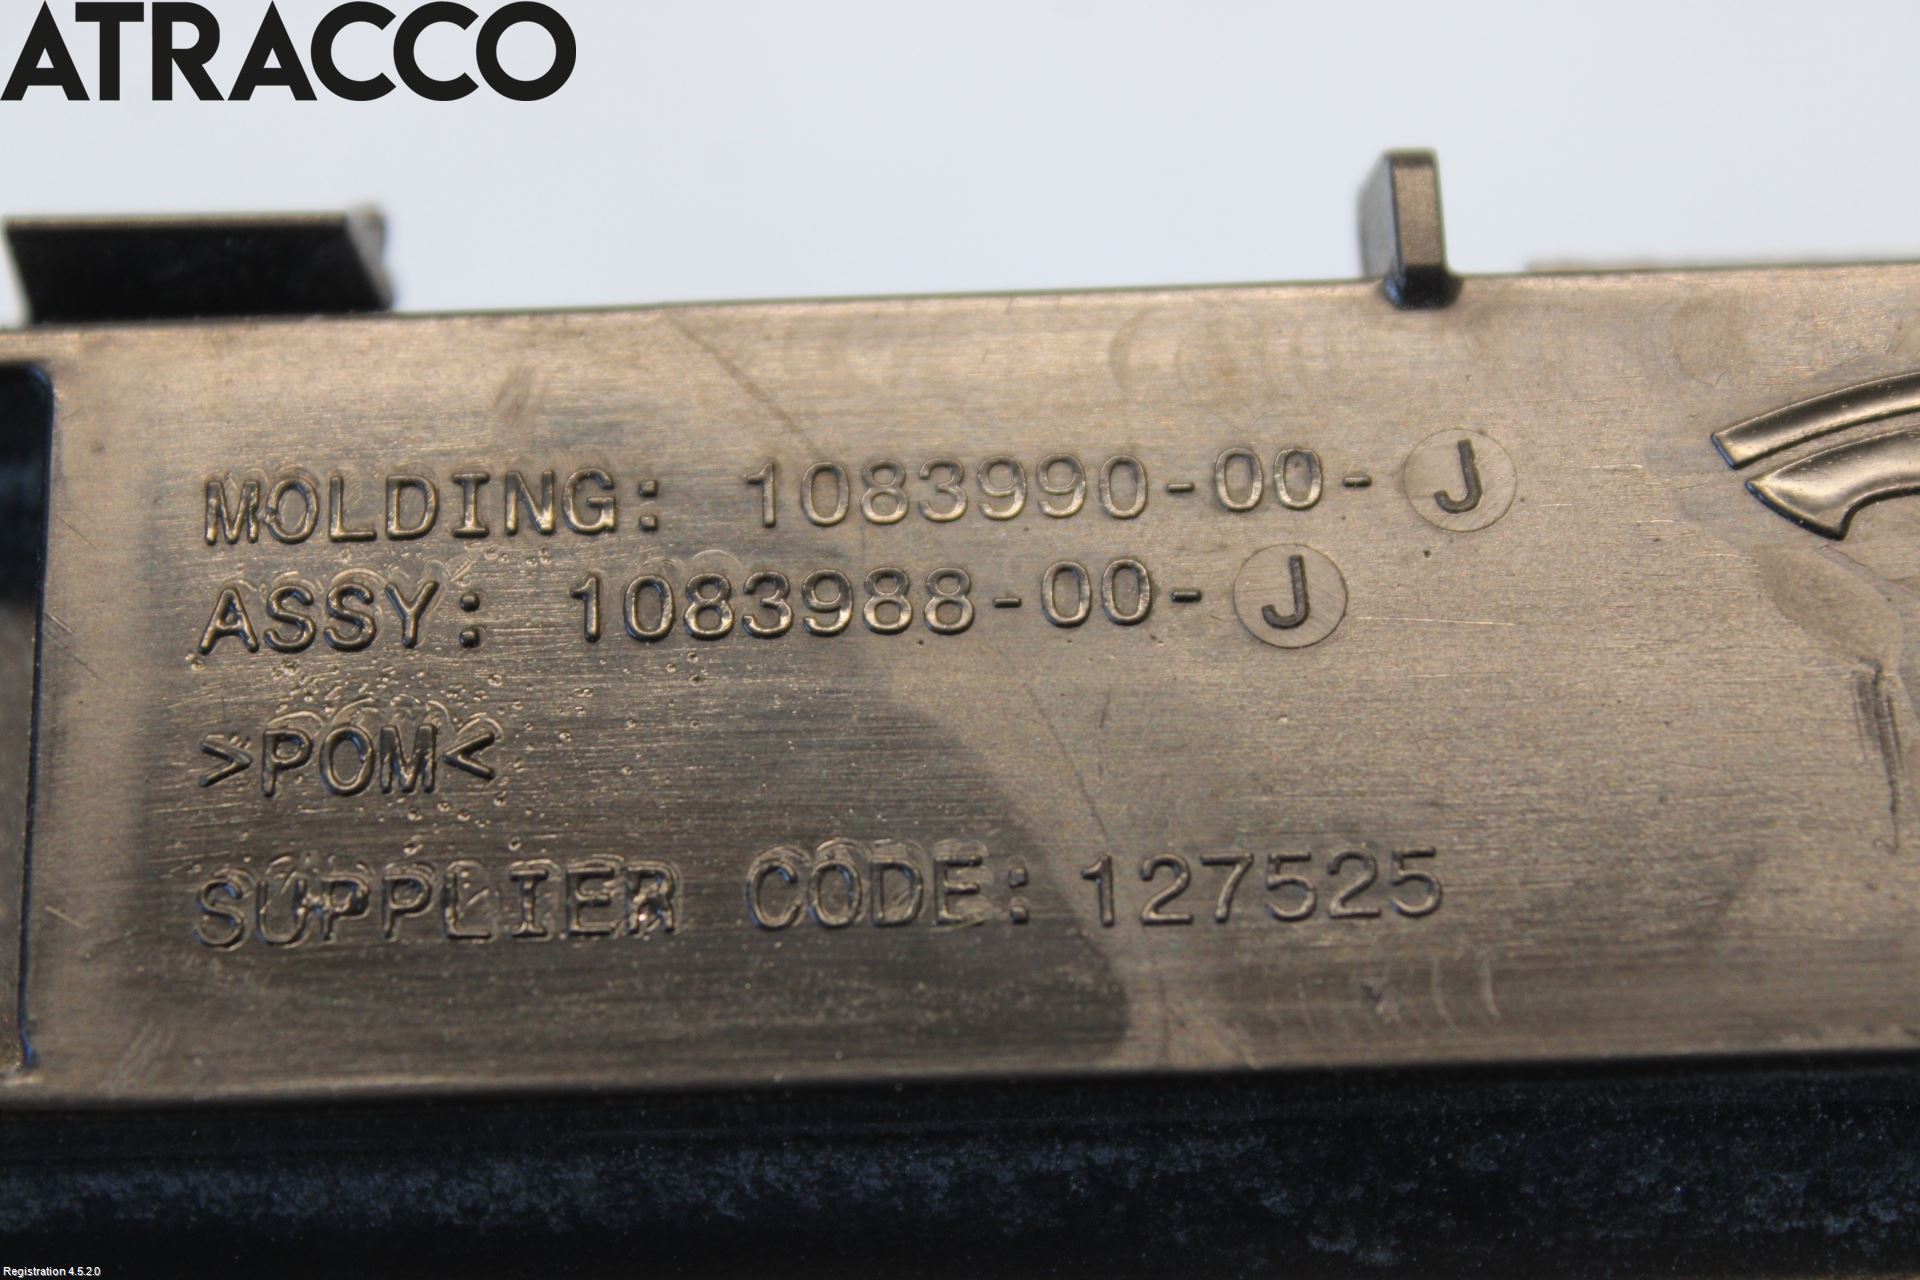 ATRACCO
MOLDING: 1083990-00-J
ASSY: 1083988-00-J
>POM<
SUPPLIER CODE: 127525
Registration 4.5.2.0